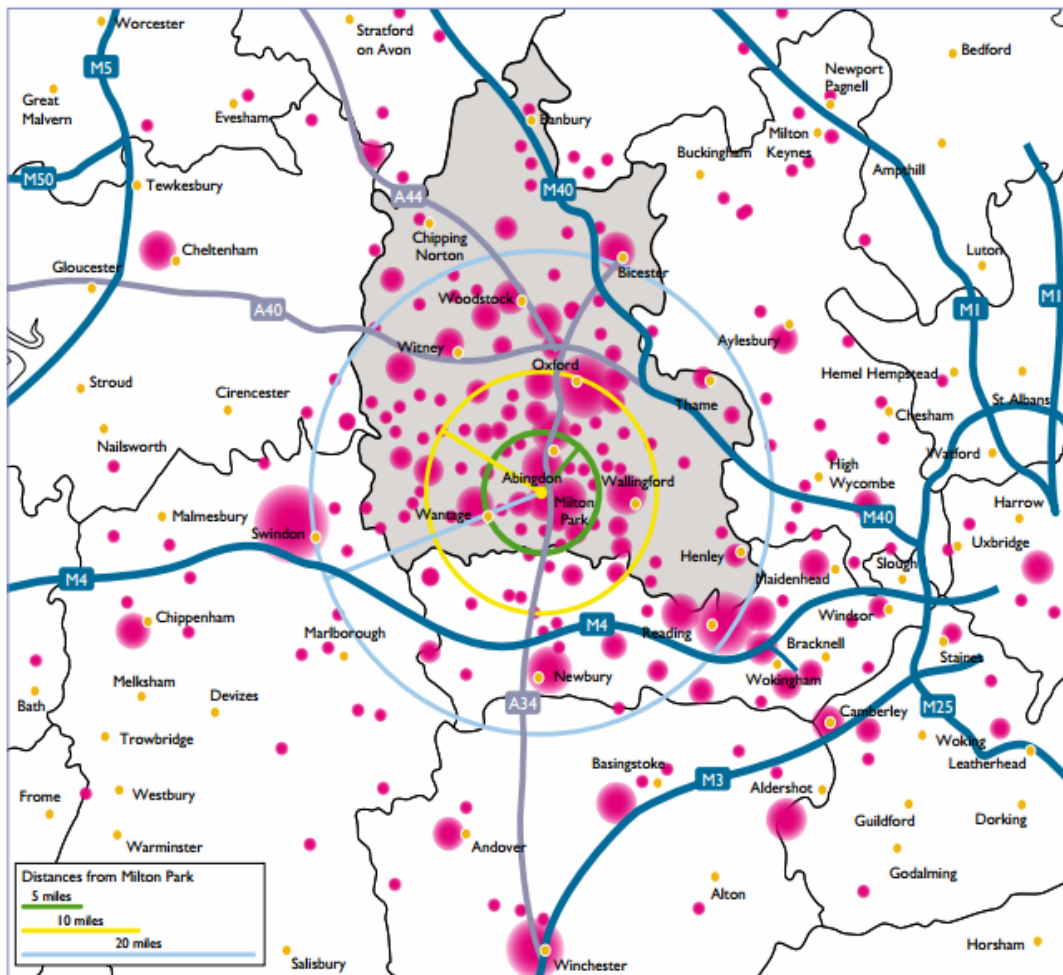 Worcester
Stratford
on Avon
Bedford
M5
Newport
Pagnell
Great
Malvern
Evesham
Banbury
Milton
Keynes
Buckingham
Ampthill
M50
Tewkesbury
A44
M40
Chipping
Norton
Cheltenham
Gloucester
Bicester
Luton
M1
M1
Woodstock
A40
Witney
Aylesbury
Oxford
Hemel Hempstead
Stroud
Cirencester
Thame
Chesham
St Albans
Nailsworth
Watford
Abingdon
Wallingford
High
Wycombe
Harrow
Milton
Park
Wantage
M40
Malmesbury
Swindon
Uxbridge
Henley
Slough
Maidenhead
M4
Windsor
Chippenham
M4
Reading
Marlborough
Bracknell
Staines
Wokingham
Newbury
Melksham
Bath
Devizes
A34
M25
Camberley
Trowbridge
Woking
Leatherhead
Basingstoke
M3
Aldershot
Westbury
Frome
Guildford
Dorking
Warminster
Andover
Godalming
Distances from Milton Park
5 miles
10 miles
20 miles
Alton
Salisbury
Winchester
Horsham